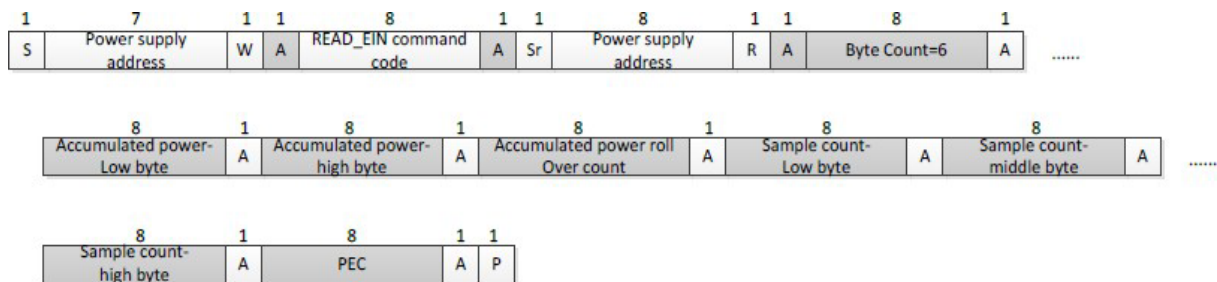 1 7 1 1 8 1 1 8 1 1 8 1
S Power supply address W A READ_EIN command code A Sr Power supply address R A Byte Count=6 A ......
8 1 8 1 8 1 8 8
Accumulated power- Low byte A Accumulated power- high byte A Accumulated power roll Over count A Sample count- Low byte A Sample count- middle byte A ......
8 1 8 1 1
Sample count- high byte A PEC A P